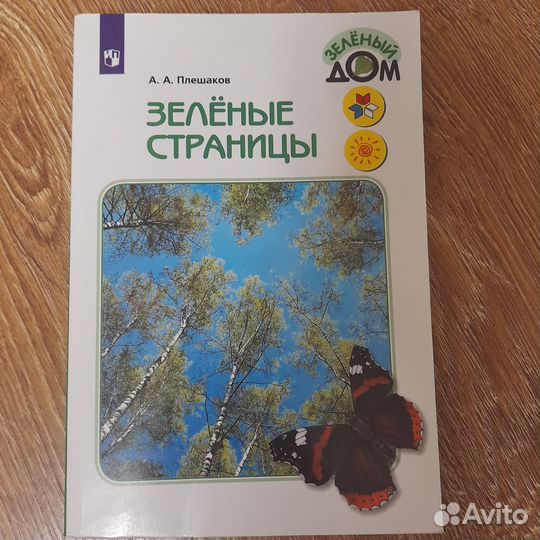 ЗЕЛЁНЫЙ
ДОМ
А. А. Плешаков
ЗЕЛЁНЫЕ
СТРАНИЦЫ
Avito